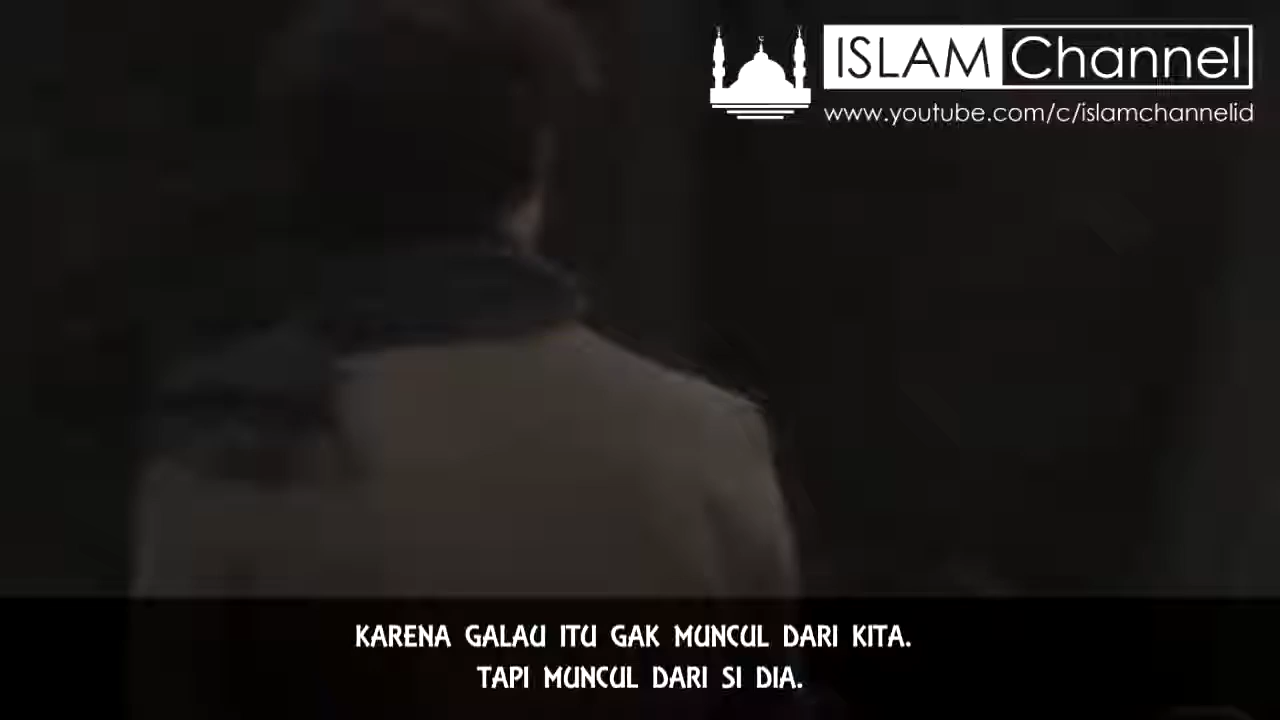 ISLAM Channel
www.youtube.com/c/islamchannelid
KARENA GALAU ITU GAK MUNCUL DARI KITA.
TAPI MUNCUL DARI SI DIA.